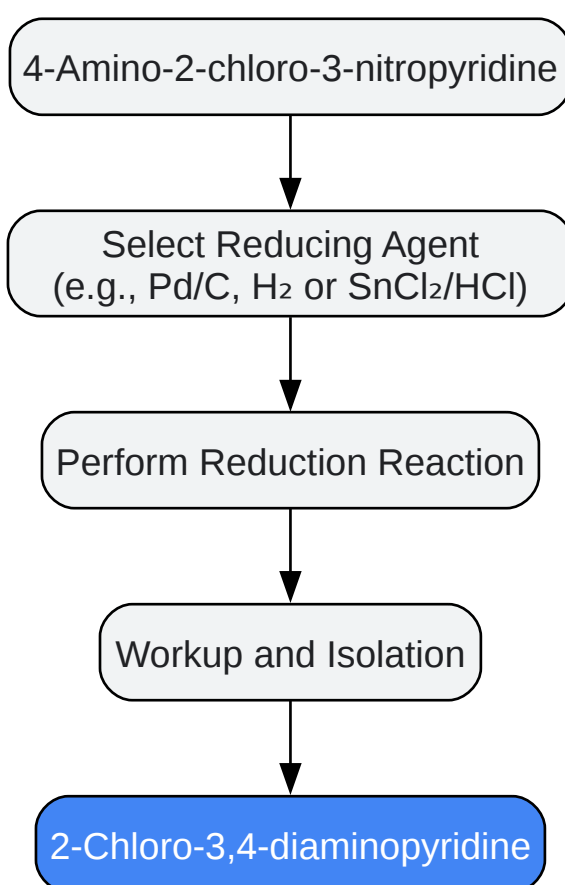 4-Amino-2-chloro-3-nitropyridine
Select Reducing Agent
(e.g., Pd/C, H₂ or SnCl₂/HCl)
Perform Reduction Reaction
Workup and Isolation
2-Chloro-3,4-diaminopyridine